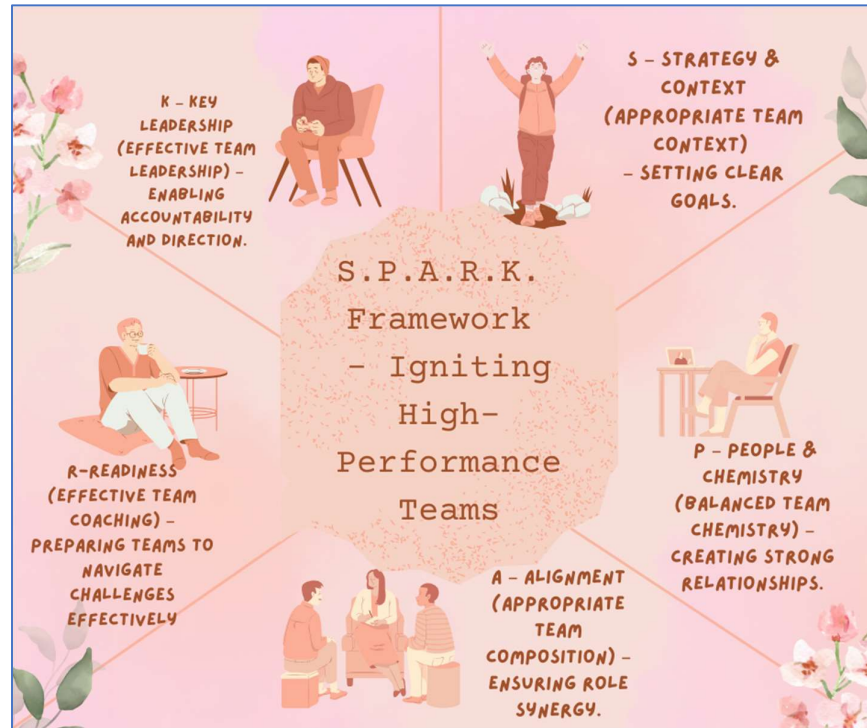 S.P.A.R.K.
Framework
– Igniting
High-
Performance
Teams
S – STRATEGY &
CONTEXT
(APPROPRIATE TEAM
CONTEXT)
– SETTING CLEAR
GOALS.
P – PEOPLE &
CHEMISTRY
(BALANCED TEAM
CHEMISTRY) –
CREATING STRONG
RELATIONSHIPS.
A – ALIGNMENT
(APPROPRIATE
TEAM
COMPOSITION) –
ENSURING ROLE
SYNERGY.
R-READINESS
(EFFECTIVE TEAM
COACHING) –
PREPARING TEAMS TO
NAVIGATE
CHALLENGES
EFFECTIVELY
K – KEY
LEADERSHIP
(EFFECTIVE TEAM
LEADERSHIP) –
ENABLING
ACCOUNTABILITY
AND DIRECTION.